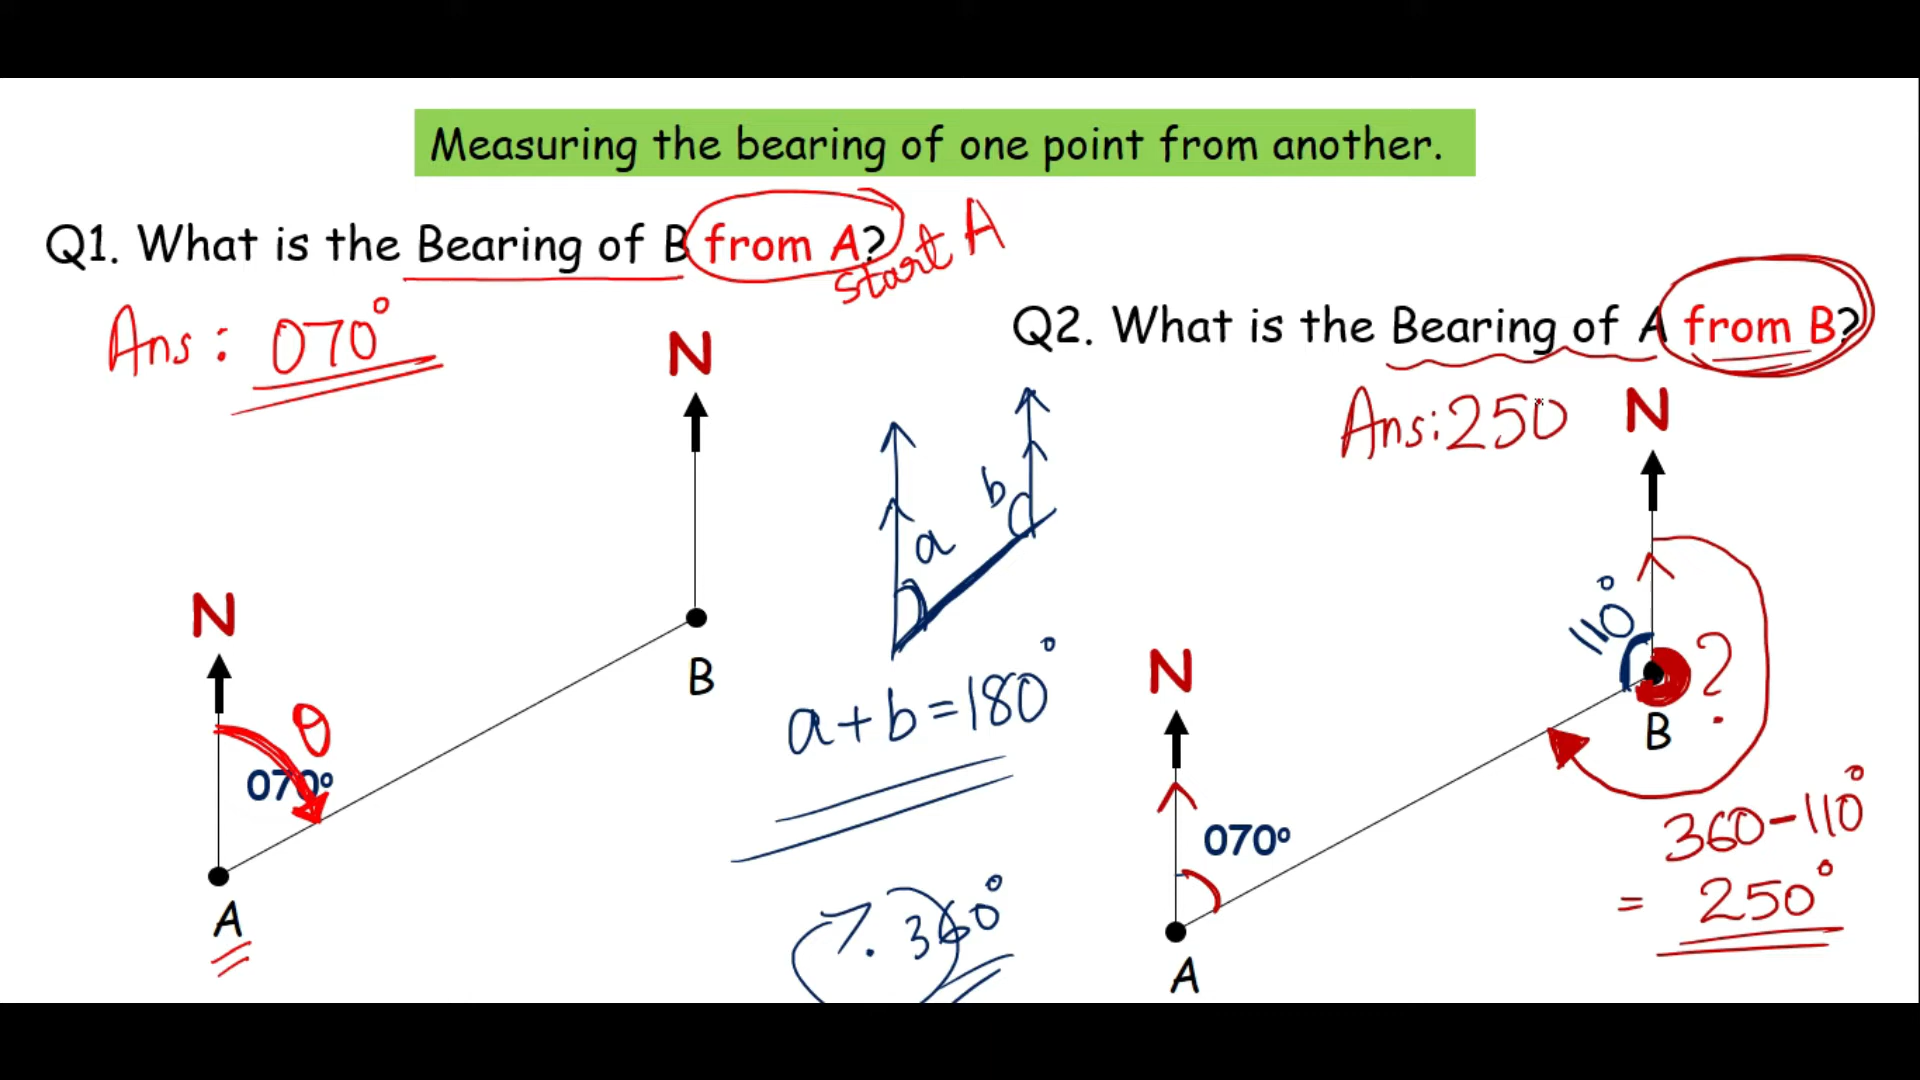 Measuring the bearing of one point from another.
Q1. What is the Bearing of B from A?
start A
Ans: 070°
Q2. What is the Bearing of A from B?
Ans: 250
N
N
070°
θ
A
B
a
b
a+b=180°
360°
N
N
110°
?
B
070°
A
360-110°
= 250°